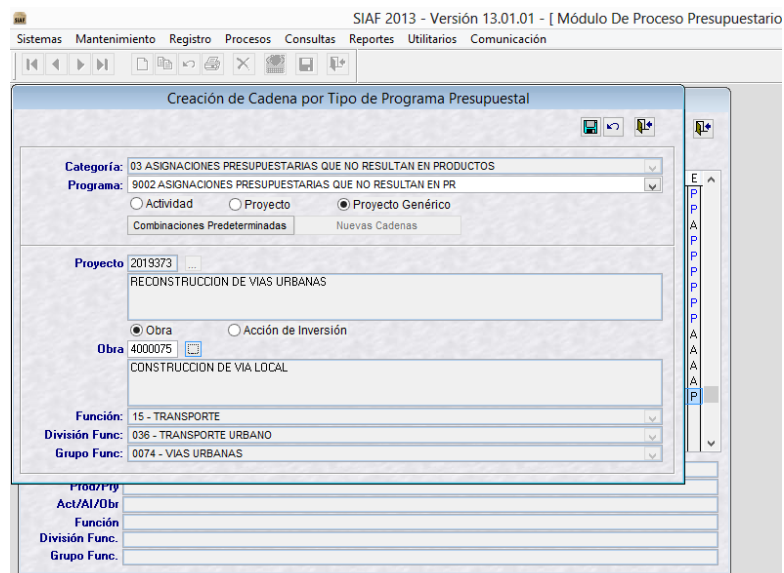 SIAF 2013 - Versión 13.01.01 - [ Módulo De Proceso Presupuestario
Sistemas Mantenimiento Registro Procesos Consultas Reportes Utilitarios Comunicación
Creación de Cadena por Tipo de Programa Presupuestal
Categoría: 03 ASIGNACIONES PRESUPUESTARIAS QUE NO RESULTAN EN PRODUCTOS
Programa: 9002 ASIGNACIONES PRESUPUESTARIAS QUE NO RESULTAN EN PR
Actividad Proyecto Proyecto Genérico
Combinaciones Predeterminadas Nuevas Cadenas
Proyecto 2019373 ...
RECONSTRUCCION DE VIAS URBANAS
Obra Acción de Inversión
Obra 4000075
CONSTRUCCION DE VIA LOCAL
Función: 15 - TRANSPORTE
División Func: 036 - TRANSPORTE URBANO
Grupo Func: 0074 - VIAS URBANAS
E
P
P
A
P
P
P
P
P
P
A
A
A
A
P
Prod/Pry
Act/AI/Obr
Función
División Func.
Grupo Func.